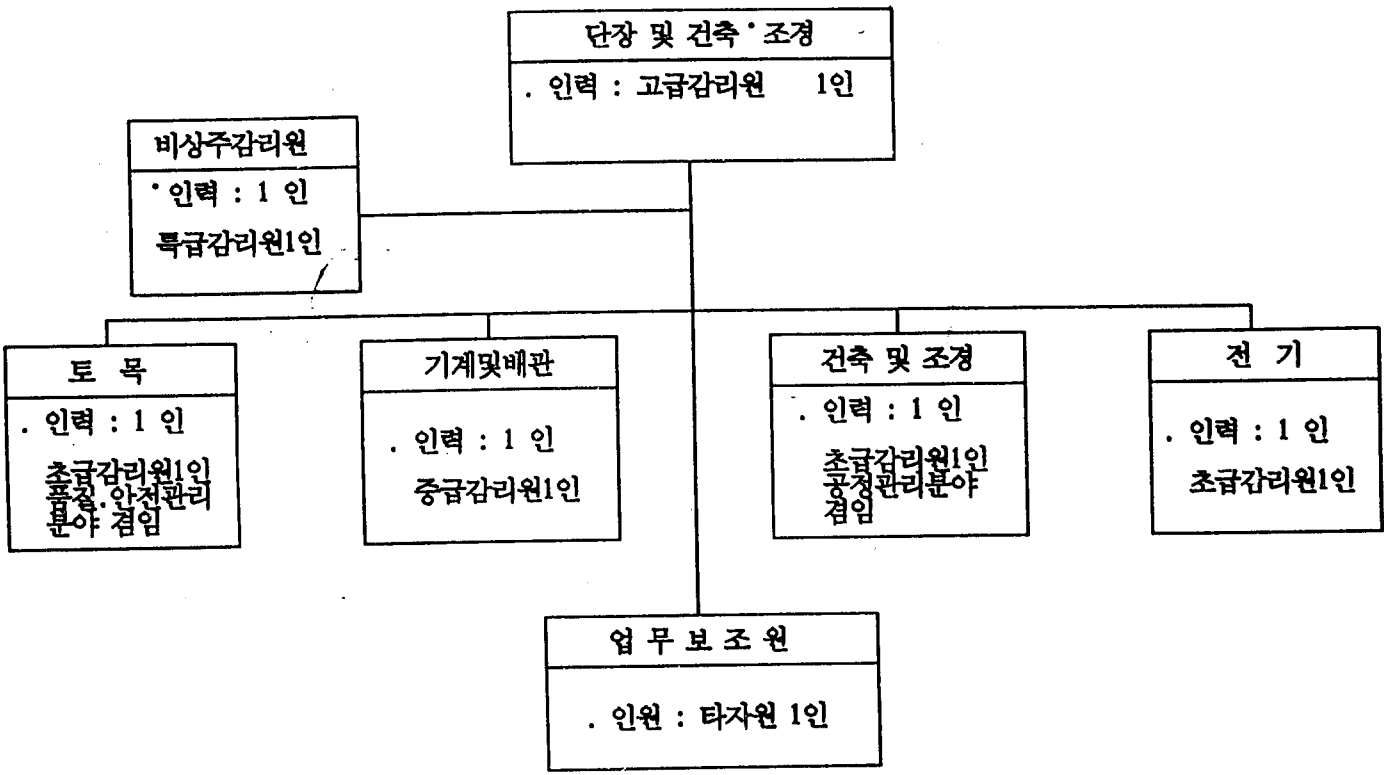 단장 및 건축·조경
. 인력 : 고급감리원 1인
비상주감리원
· 인력 : 1 인
특급감리원1인
토 목
. 인력 : 1 인
초급감리원1인
품질.안전관리
분야 겸임
기계및배관
. 인력 : 1 인
중급감리원1인
건축 및 조경
. 인력 : 1 인
초급감리원1인
공정관리분야
겸임
전 기
. 인력 : 1 인
초급감리원1인
업 무 보 조 원
. 인원 : 타자원 1인